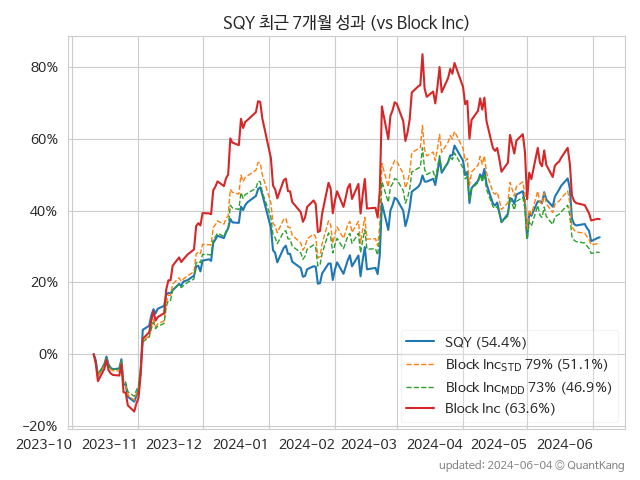 SQY 최근 7개월 성과 (vs Block Inc)
80%
60%
40%
20%
0%
−20%
SQY (54.4%)
Block IncSTD 79% (51.1%)
Block IncMDD 73% (46.9%)
Block Inc (63.6%)
2023-10 2023-11 2023-12 2024-01 2024-02 2024-03 2024-04 2024-05 2024-06
updated: 2024-06-04 © QuantKang